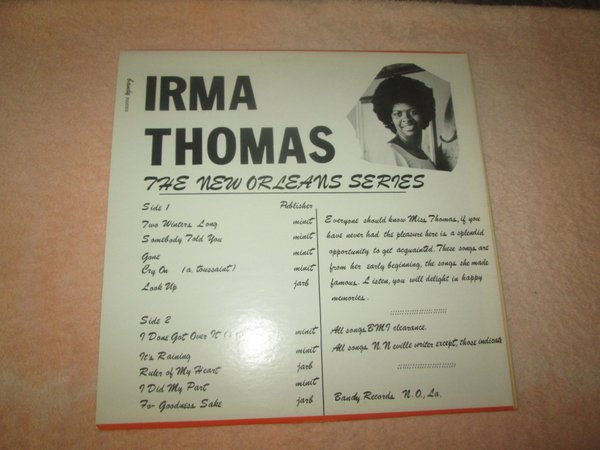 bandy
IRMA
THOMAS
THE NEW ORLEANS SERIES
Side 1 Publisher
Two Winters Long minit
Somebody Told You minit
Gone minit
Cry On (a. toussaint) minit
Look Up jarb
Side 2
I Done Got Over It minit
It's Raining minit
Ruler of My Heart jarb
I Did My Part minit
For Goodness Sake jarb
Everyone should know Miss Thomas, if you
have never had the pleasure here is a splendid
opportunity to get acquainted. These songs are
from her early beginning, the songs she made
famous. Listen, you will delight in happy
memories.
All songs BMI clearance.
All songs N. Neville writer except, those indicate
Bandy Records N.O., La.